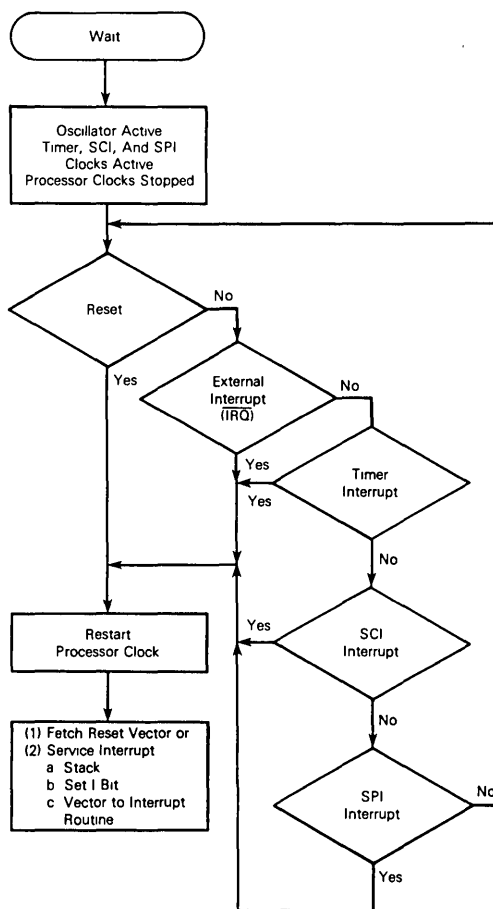 Wait
Oscillator Active
Timer, SCI, And SPI
Clocks Active
Processor Clocks Stopped
Reset
No
Yes
External
Interrupt
(IRQ)
No
Yes
Timer
Interrupt
Yes
No
SCI
Interrupt
Yes
No
SPI
Interrupt
No
Yes
Restart
Processor Clock
(1) Fetch Reset Vector or
(2) Service Interrupt
a Stack
b Set I Bit
c Vector to Interrupt
Routine